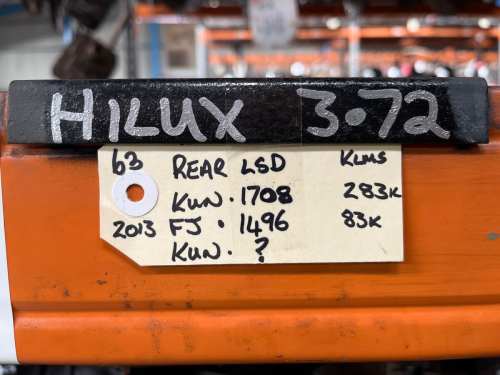 HILUX 3.72
63 REAR LSD KLMS
KUN.1708 283K
2013 FJ.1496 83K
KUN. ?